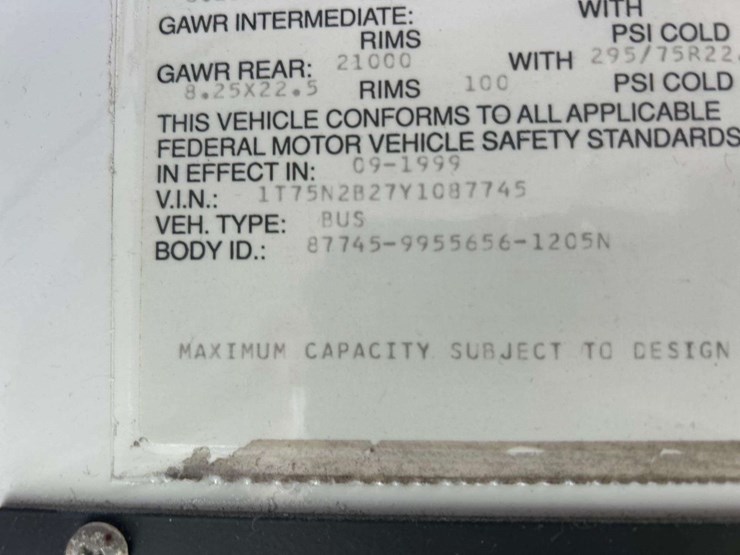 GAWR INTERMEDIATE: WITH
RIMS PSI COLD
GAWR REAR: 21000 WITH 295/75R22.
8.25X22.5 RIMS 100 PSI COLD
THIS VEHICLE CONFORMS TO ALL APPLICABLE
FEDERAL MOTOR VEHICLE SAFETY STANDARDS
IN EFFECT IN: 09-1999
V.I.N.: 1T75N2B27Y1087745
VEH. TYPE: BUS
BODY ID.: 87745-9955656-1205N
MAXIMUM CAPACITY SUBJECT TO DESIGN